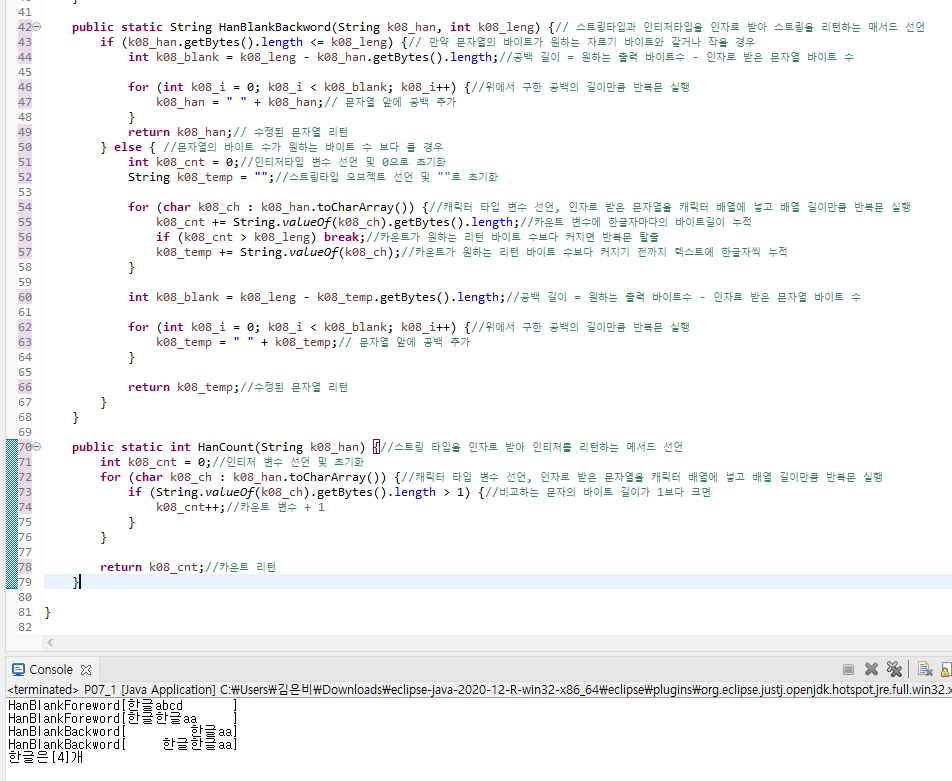 41
42 public static String HanBlankBackword(String k08_han, int k08_leng) {// 스트링타입과 인티저타입을 인자로 받아 스트링을 리턴하는 매서드 선언
43 if (k08_han.getBytes().length <= k08_leng) {// 만약 문자열의 바이트가 원하는 자르기 바이트와 같거나 작을 경우
44 int k08_blank = k08_leng - k08_han.getBytes().length;//공백 길이 = 원하는 출력 바이트수 - 인자로 받은 문자열 바이트 수
45
46 for (int k08_i = 0; k08_i < k08_blank; k08_i++) {//위에서 구한 공백의 길이만큼 반복문 실행
47 k08_han = " " + k08_han;// 문자열 앞에 공백 추가
48 }
49 return k08_han;// 수정된 문자열 리턴
50 } else { //문자열의 바이트 수가 원하는 바이트 수 보다 클 경우
51 int k08_cnt = 0;//인티저타입 변수 선언 및 0으로 초기화
52 String k08_temp = "";//스트링타입 오브젝트 선언 및 ""로 초기화
53
54 for (char k08_ch : k08_han.toCharArray()) {//캐릭터 타입 변수 선언, 인자로 받은 문자열을 캐릭터 배열에 넣고 배열 길이만큼 반복문 실행
55 k08_cnt += String.valueOf(k08_ch).getBytes().length;//카운트 변수에 한글자마다의 바이트길이 누적
56 if (k08_cnt > k08_leng) break;//카운트가 원하는 리턴 바이트 수보다 커지면 반복문 탈출
57 k08_temp += String.valueOf(k08_ch);//카운트가 원하는 리턴 바이트 수보다 커지기 전까지 텍스트에 한글자씩 누적
58 }
59
60 int k08_blank = k08_leng - k08_temp.getBytes().length;//공백 길이 = 원하는 출력 바이트수 - 인자로 받은 문자열 바이트 수
61
62 for (int k08_i = 0; k08_i < k08_blank; k08_i++) {//위에서 구한 공백의 길이만큼 반복문 실행
63 k08_temp = " " + k08_temp;// 문자열 앞에 공백 추가
64 }
65
66 return k08_temp;//수정된 문자열 리턴
67 }
68 }
69
70 public static int HanCount(String k08_han) {//스트링 타입을 인자로 받아 인티저를 리턴하는 메서드 선언
71 int k08_cnt = 0;//인티저 변수 선언 및 초기화
72 for (char k08_ch : k08_han.toCharArray()) {//캐릭터 타입 변수 선언, 인자로 받은 문자열을 캐릭터 배열에 넣고 배열 길이만큼 반복문 실행
73 if (String.valueOf(k08_ch).getBytes().length > 1) {//비교하는 문자의 바이트 길이가 1보다 크면
74 k08_cnt++;//카운트 변수 + 1
75 }
76 }
77
78 return k08_cnt;//카운트 리턴
79 }
80
81 }
82
Console
<terminated> P07_1 [Java Application] C:₩Users₩김은비₩Downloads₩eclipse-java-2020-12-R-win32-x86_64₩eclipse₩plugins₩org.eclipse.justj.openjdk.hotspot.jre.full.win32.x
HanBlankForeword[한글abcd       ]
HanBlankForeword[한글한글aa     ]
HanBlankBackword[         한글aa]
HanBlankBackword[     한글한글aa]
한글은[4]개